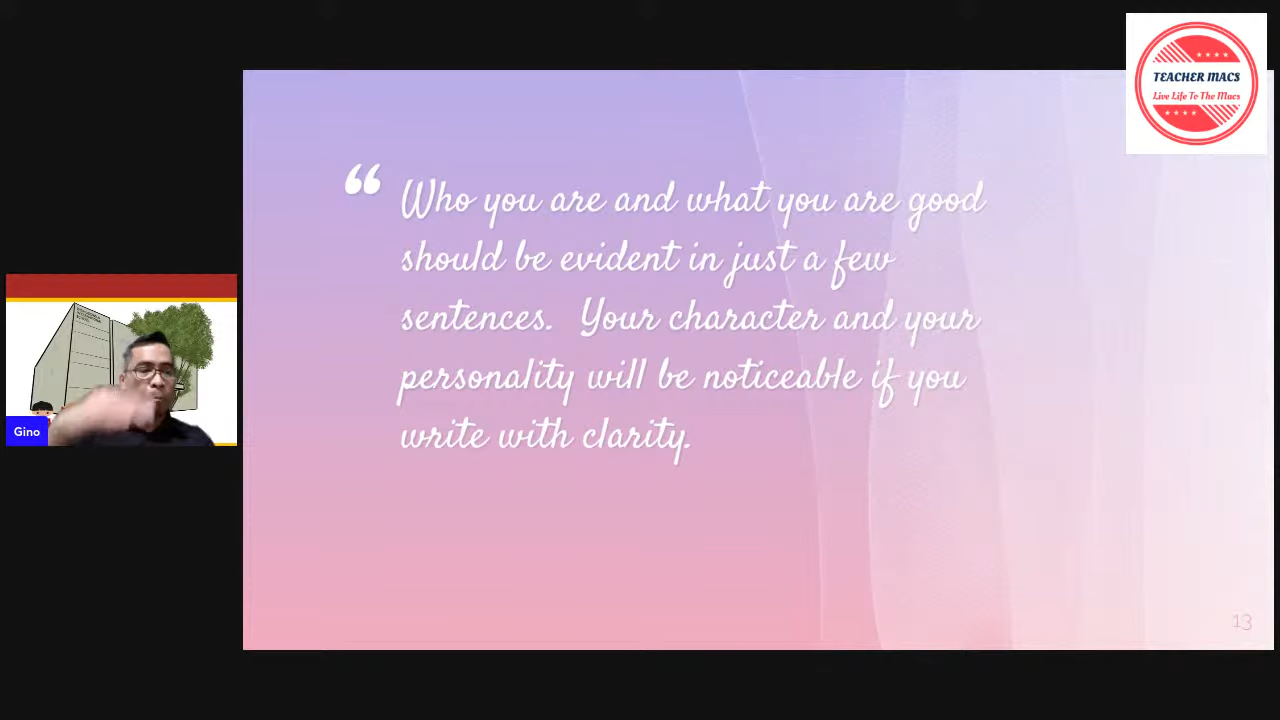 TEACHER MACS
Live Life To The Macs
“ Who you are and what you are good
should be evident in just a few
sentences.  Your character and your
personality will be noticeable if you
write with clarity.
Gino
13